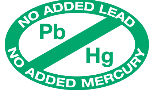 NO ADDED LEAD
Pb
Hg
NO ADDED MERCURY